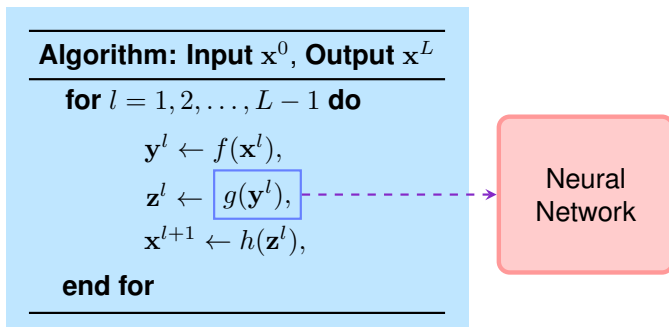 Algorithm: Input x⁰, Output xᴸ
for l = 1, 2, . . . , L − 1 do
yˡ ← f(xˡ),
zˡ ← g(yˡ),
xˡ⁺¹ ← h(zˡ),
end for
Neural
Network